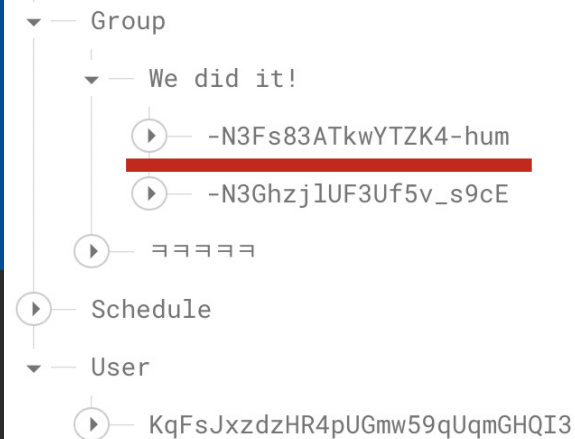 Group
We did it!
-N3Fs83ATkwYTZK4-hum
-N3GhzjlUF3Uf5v_s9cE
ㅋㅋㅋㅋㅋ
Schedule
User
KqFsJxzdzHR4pUGmw59qUqmGHQI3